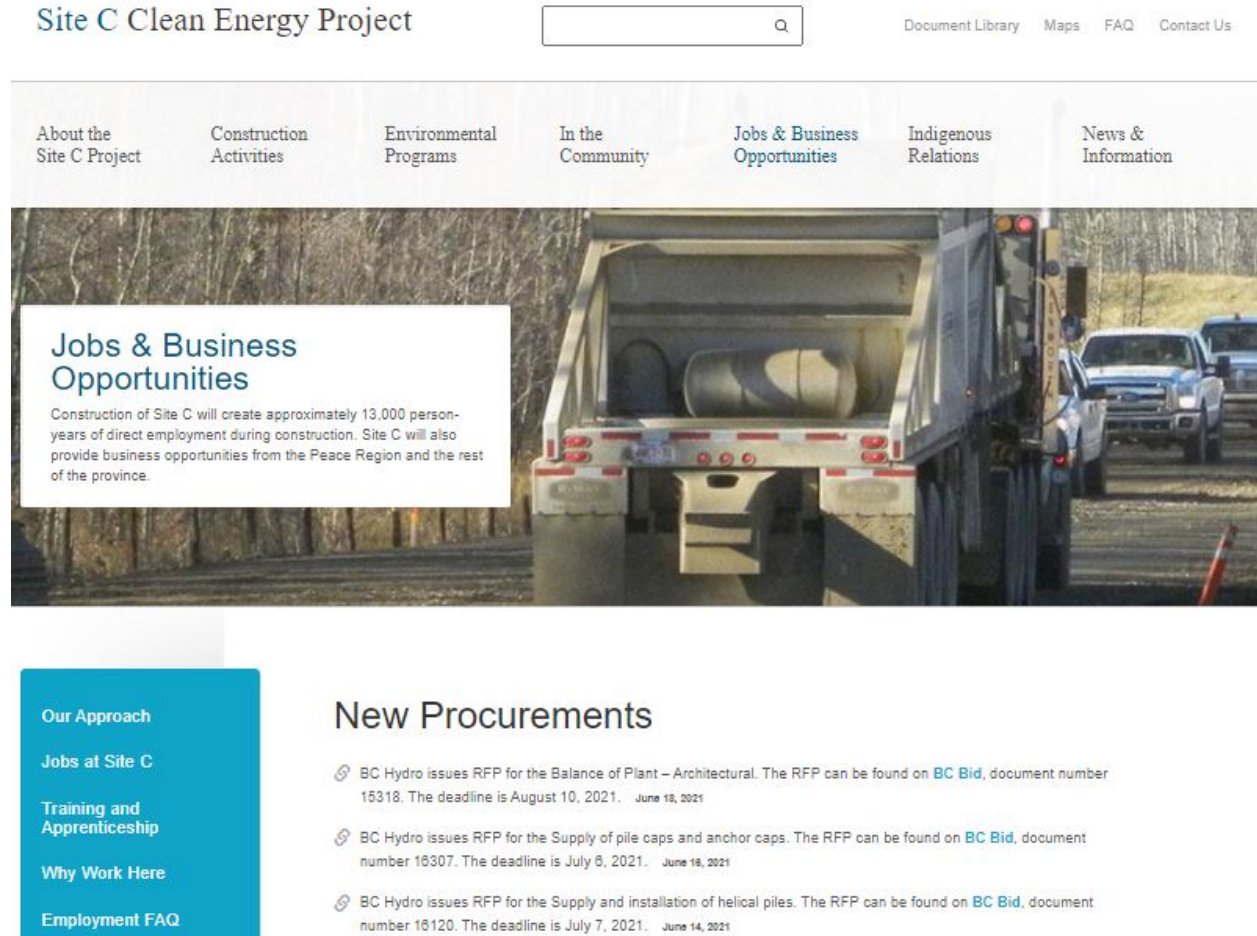 Site C Clean Energy Project
Document Library Maps FAQ Contact Us
About the
Site C Project
Construction
Activities
Environmental
Programs
In the
Community
Jobs & Business
Opportunities
Indigenous
Relations
News &
Information
Jobs & Business
Opportunities
Construction of Site C will create approximately 13,000 person-
years of direct employment during construction. Site C will also
provide business opportunities from the Peace Region and the rest
of the province.
Our Approach
Jobs at Site C
Training and
Apprenticeship
Why Work Here
Employment FAQ
New Procurements
BC Hydro issues RFP for the Balance of Plant – Architectural. The RFP can be found on BC Bid, document number
15318. The deadline is August 10, 2021. June 18, 2021
BC Hydro issues RFP for the Supply of pile caps and anchor caps. The RFP can be found on BC Bid, document
number 16307. The deadline is July 6, 2021. June 16, 2021
BC Hydro issues RFP for the Supply and installation of helical piles. The RFP can be found on BC Bid, document
number 16120. The deadline is July 7, 2021. June 14, 2021